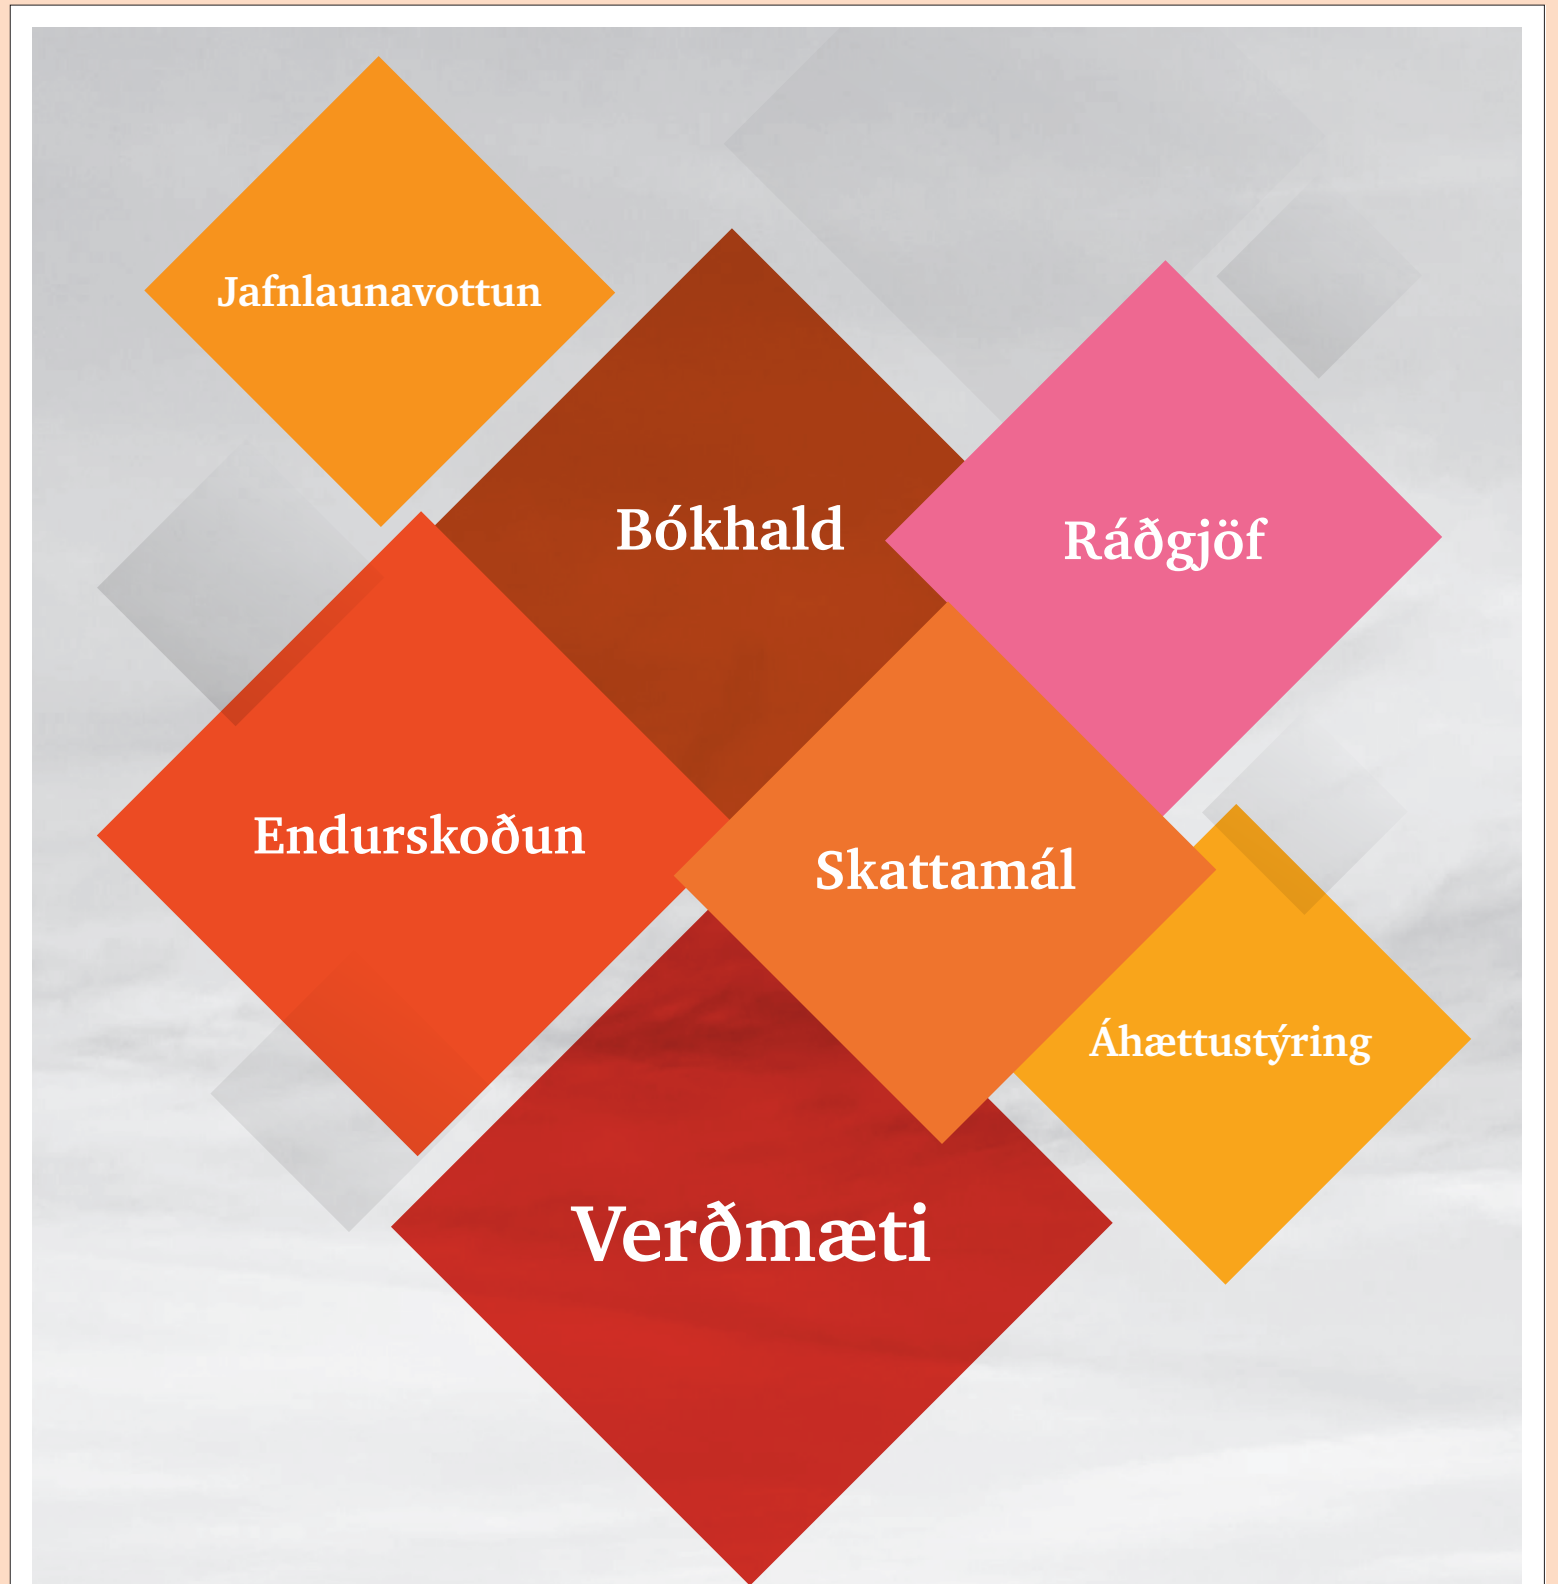 Jafnlaunavottun
Bókhald
Ráðgjöf
Endurskoðun
Skattamál
Áhættustýring
Verðmæti